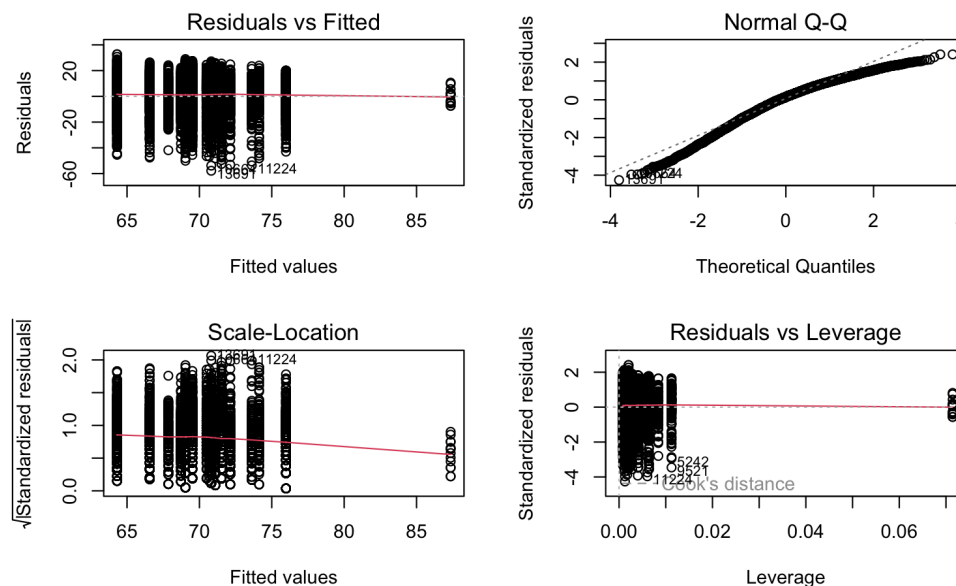 Residuals vs Fitted
Residuals
20
-20
-60
13691
11224
65 70 75 80 85
Fitted values
Normal Q-Q
Standardized residuals
2
0
-2
-4
13691
-4 -2 0 2
Theoretical Quantiles
Scale-Location
√|Standardized residuals|
2.0
1.0
0.0
13691
11224
65 70 75 80 85
Fitted values
Residuals vs Leverage
Standardized residuals
2
0
-2
-4
5242
9521
11224
Cook's distance
0.00 0.02 0.04 0.06
Leverage